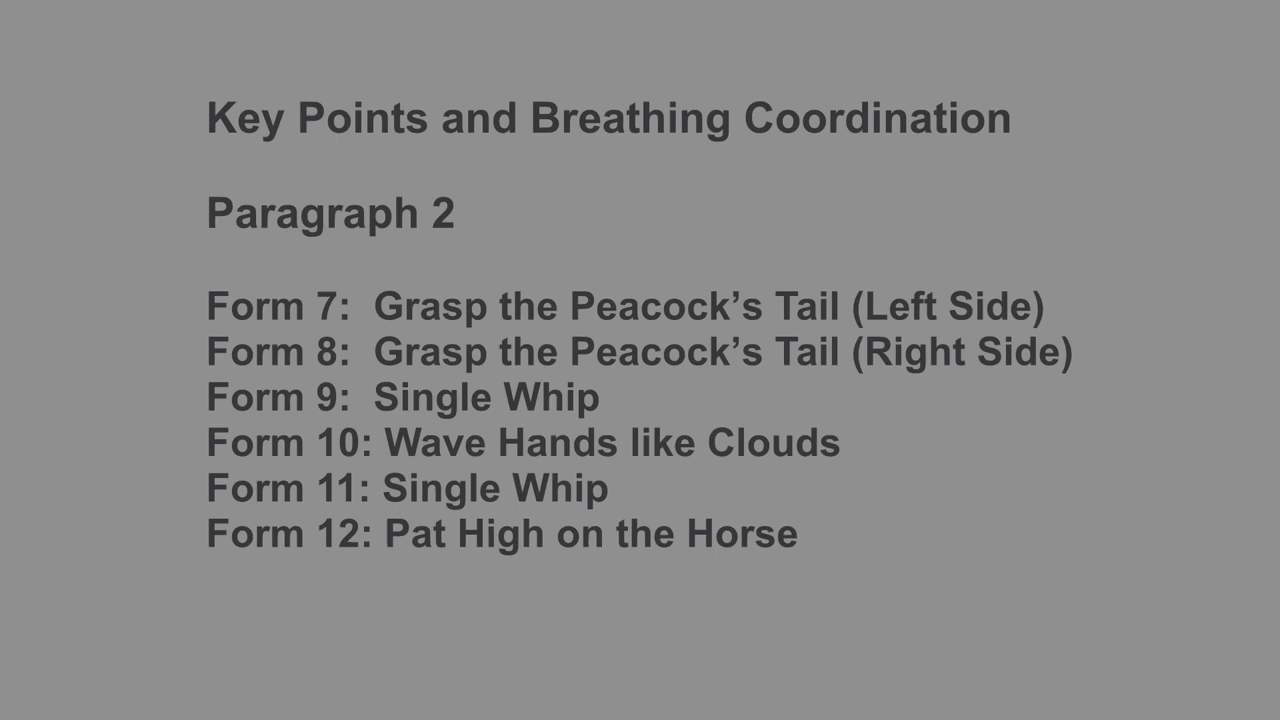 Key Points and Breathing Coordination
Paragraph 2
Form 7:  Grasp the Peacock’s Tail (Left Side)
Form 8:  Grasp the Peacock’s Tail (Right Side)
Form 9:  Single Whip
Form 10: Wave Hands like Clouds
Form 11: Single Whip
Form 12: Pat High on the Horse